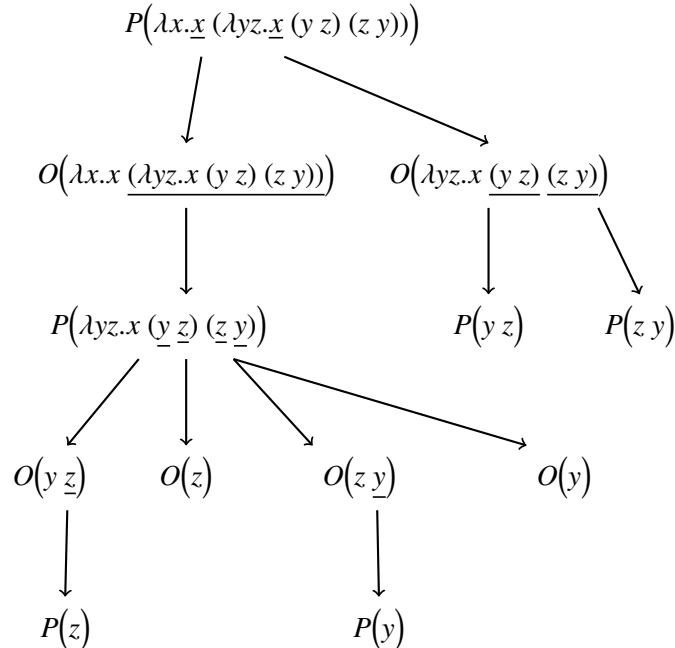 P(λx.x (λyz.x (y z) (z y)))
O(λx.x (λyz.x (y z) (z y))) O(λyz.x (y z) (z y))
P(λyz.x (y z) (z y)) P(y z) P(z y)
O(y z) O(z) O(z y) O(y)
P(z) P(y)